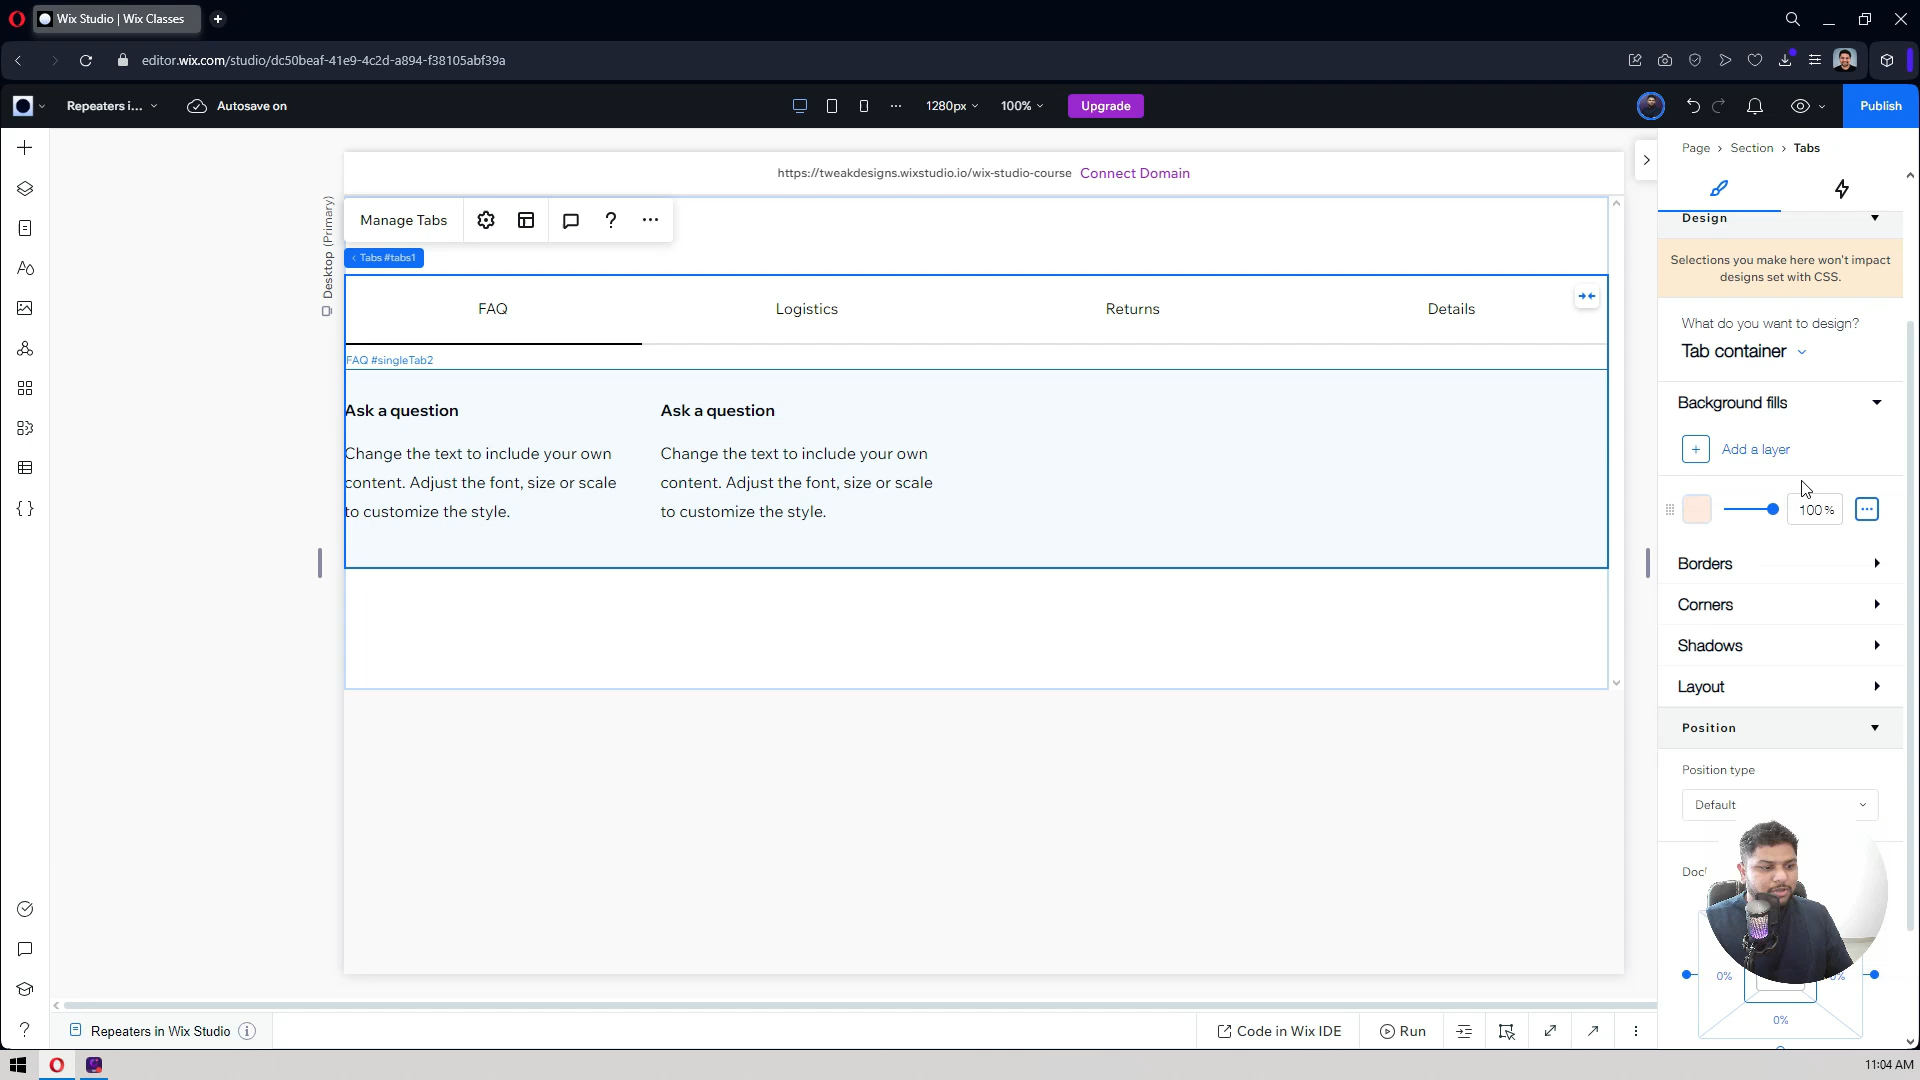 Wix Studio | Wix Classes
editor.wix.com/studio/dc50beaf-41e9-4c2d-a894-f38105abf39a
Repeaters i...
Autosave on
1280px
100%
Upgrade
Publish
https://tweakdesigns.wixstudio.io/wix-studio-course Connect Domain
Desktop (Primary)
Manage Tabs
Tabs #tabs1
FAQ
Logistics
Returns
Details
FAQ #singleTab2
Ask a question
Change the text to include your own
content. Adjust the font, size or scale
to customize the style.
Ask a question
Change the text to include your own
content. Adjust the font, size or scale
to customize the style.
Page > Section > Tabs
Design
Selections you make here won't impact
designs set with CSS.
What do you want to design?
Tab container
Background fills
Add a layer
100%
Borders
Corners
Shadows
Layout
Position
Position type
Default
0%
0%
Repeaters in Wix Studio
Code in Wix IDE
Run
11:04 AM